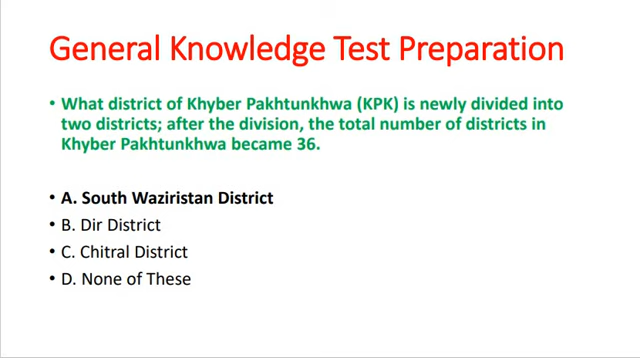 General Knowledge Test Preparation
• What district of Khyber Pakhtunkhwa (KPK) is newly divided into
two districts; after the division, the total number of districts in
Khyber Pakhtunkhwa became 36.
• A. South Waziristan District
• B. Dir District
• C. Chitral District
• D. None of These